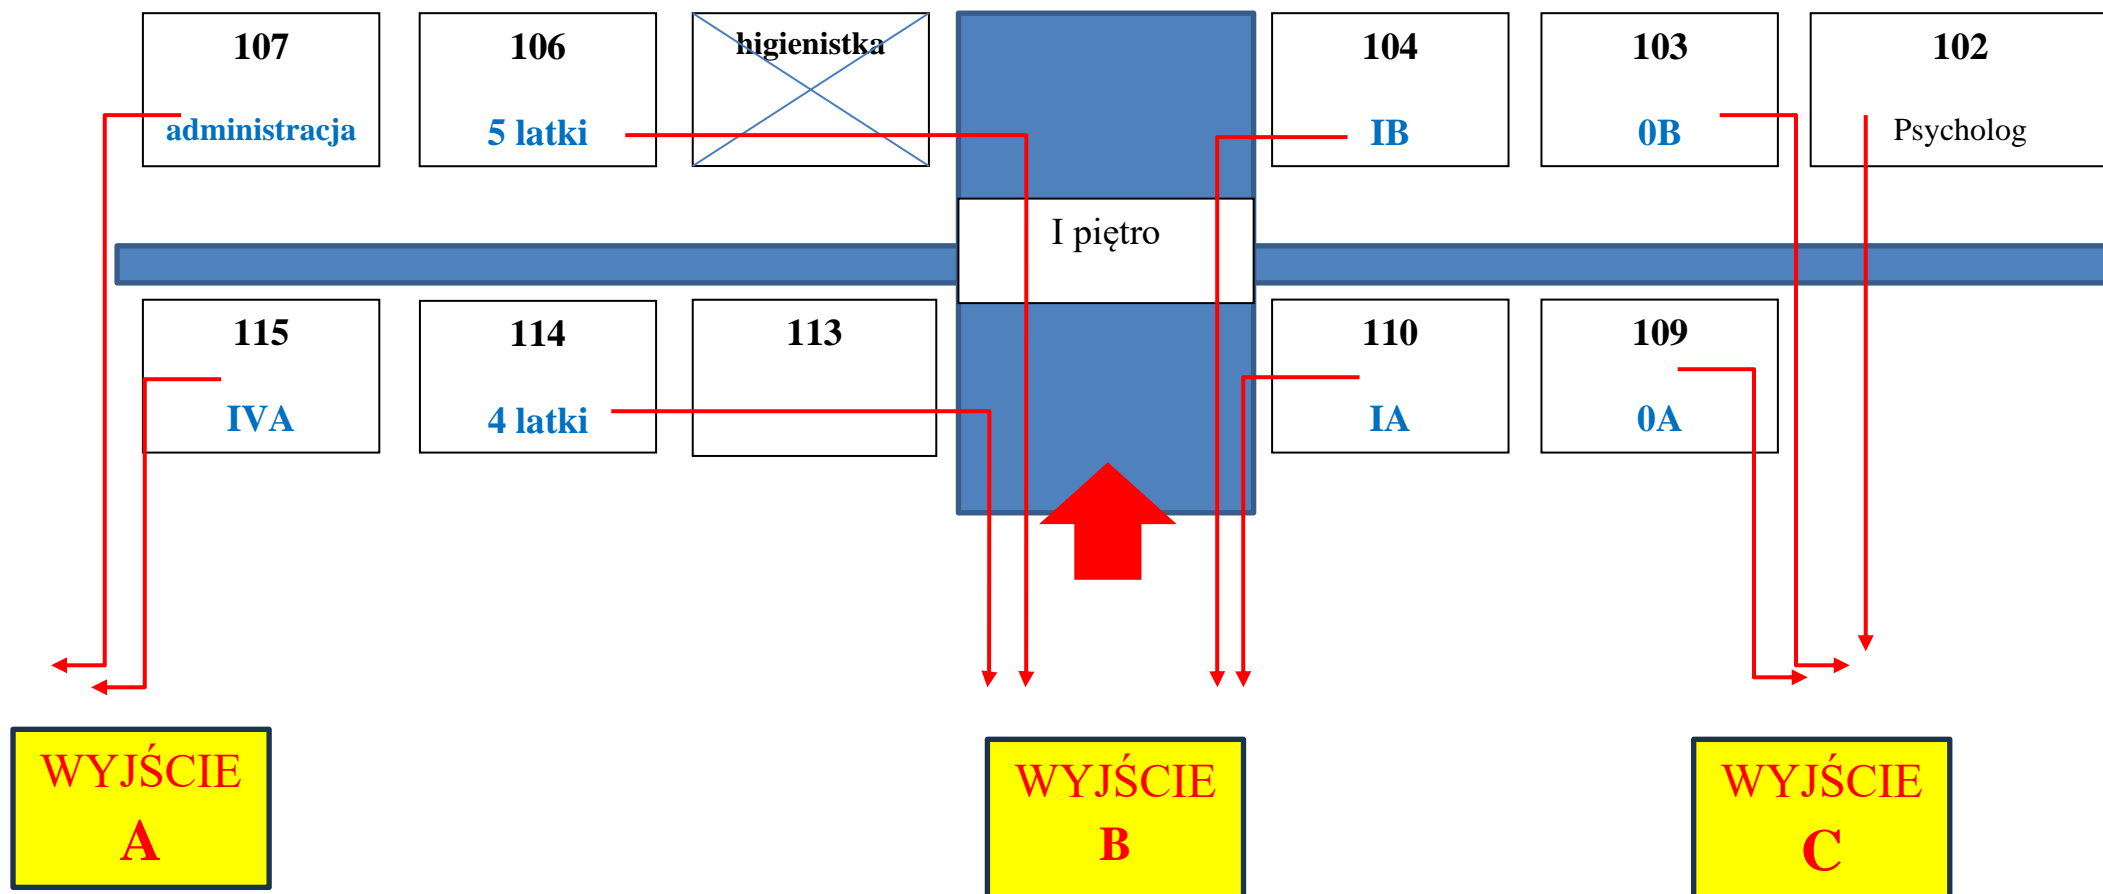 107
administracja
106
5 latki
higienistka
104
IB
103
0B
102
Psycholog
I piętro
115
IVA
114
4 latki
113
110
IA
109
0A
WYJŚCIE
A
WYJŚCIE
B
WYJŚCIE
C